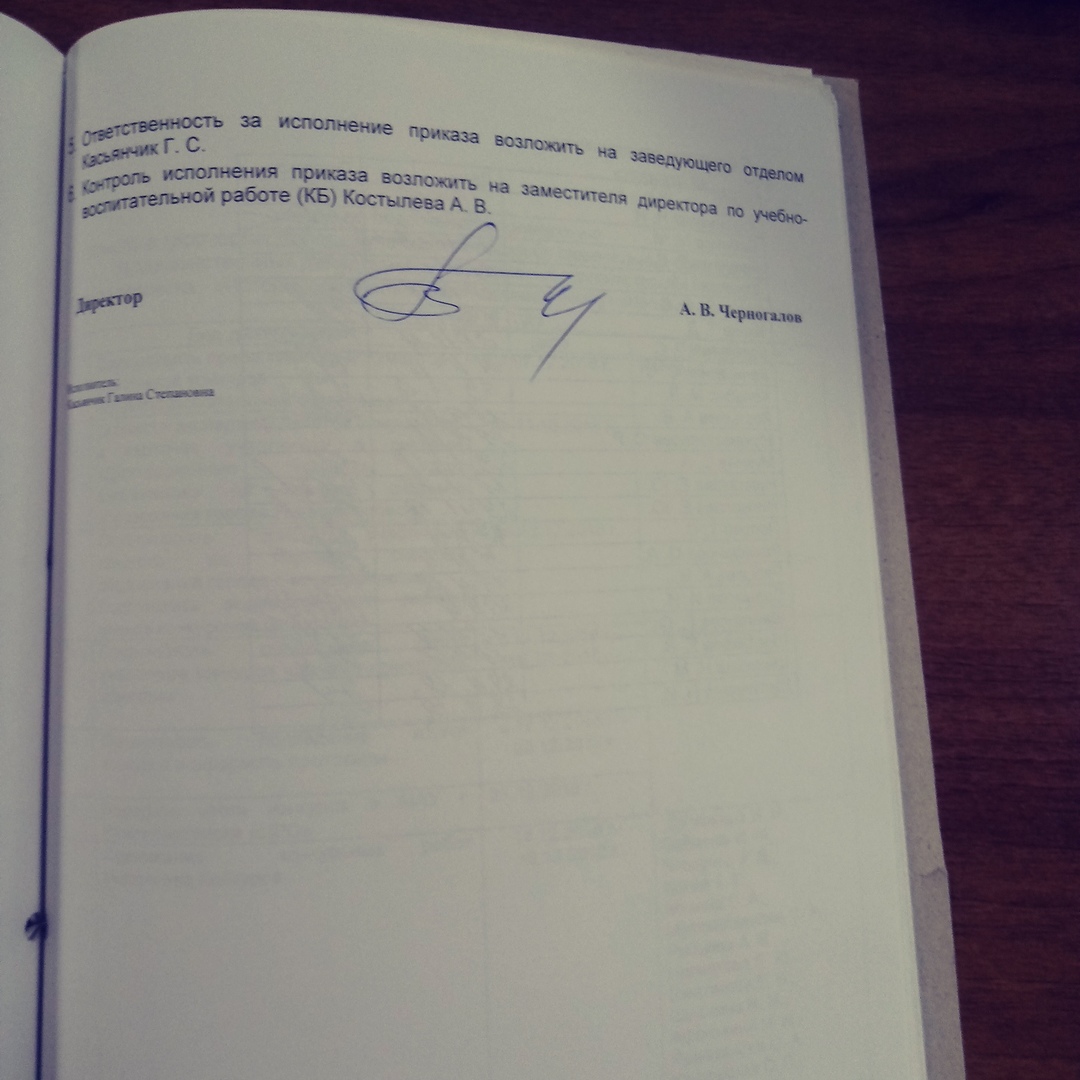 5. Ответственность за исполнение приказа возложить на заведующего отделом
Касьянчик Г. С.
6. Контроль исполнения приказа возложить на заместителя директора по учебно-
воспитательной работе (КБ) Костылева А. В.
Директор
А. В. Черногалов
Исполнитель
Касьянчик Галина Степановна